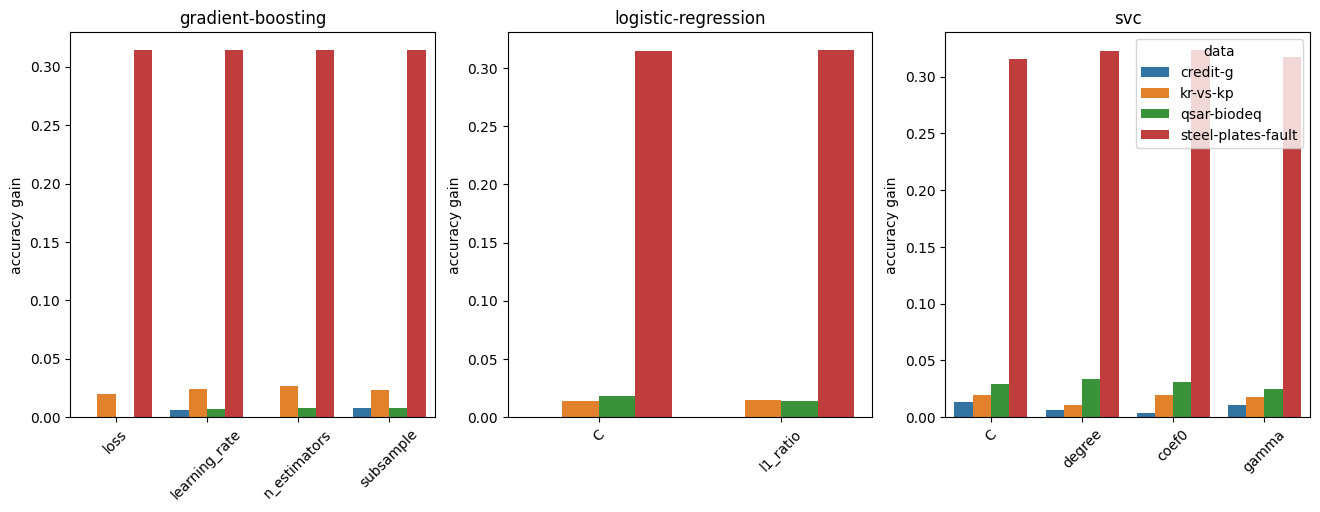 gradient-boosting
accuracy gain
0.30
0.25
0.20
0.15
0.10
0.05
0.00
loss
learning_rate
n_estimators
subsample
logistic-regression
accuracy gain
0.30
0.25
0.20
0.15
0.10
0.05
0.00
C
l1_ratio
svc
accuracy gain
0.30
0.25
0.20
0.15
0.10
0.05
0.00
C
degree
coef0
gamma
data
credit-g
kr-vs-kp
qsar-biodeq
steel-plates-fault